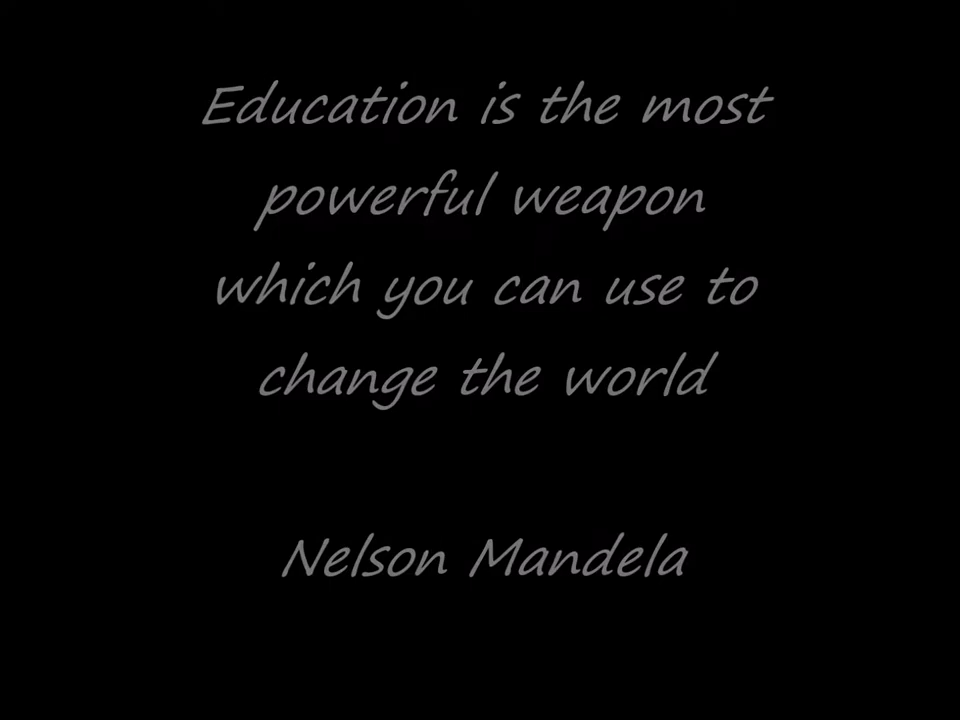 Education is the most
powerful weapon
which you can use to
change the world
Nelson Mandela